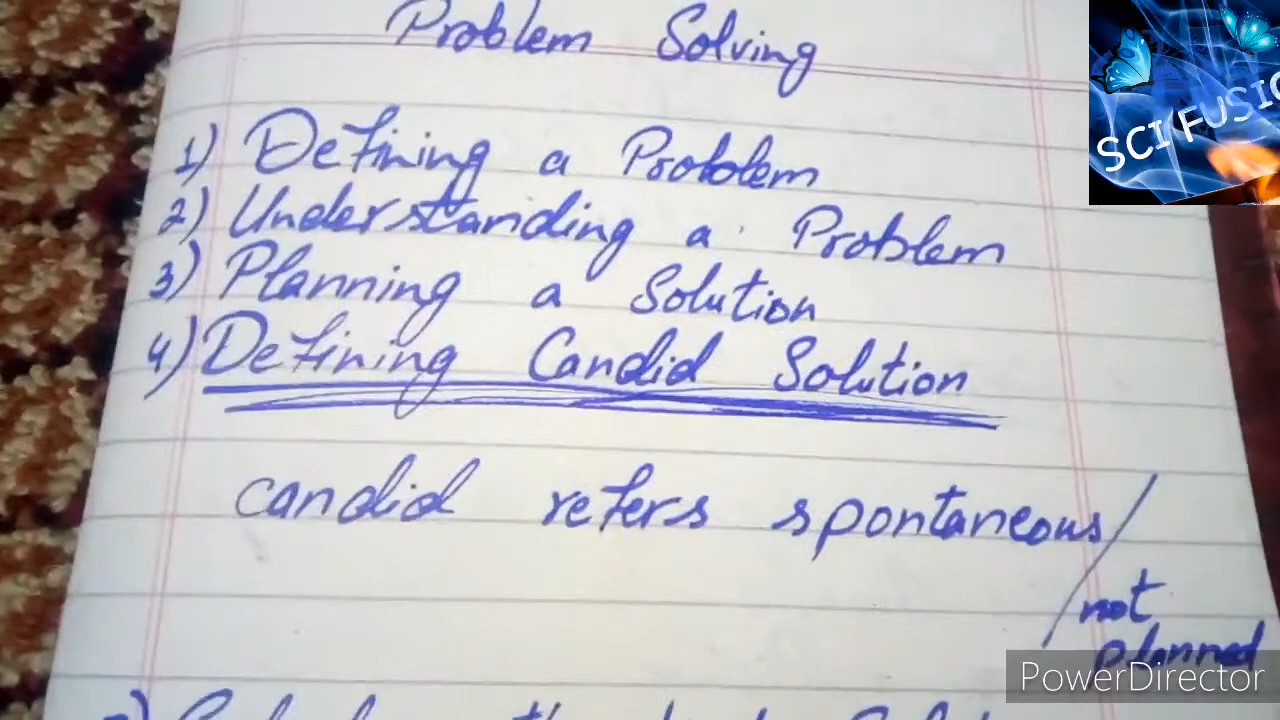 Problem Solving
SCI FUSIO
1) Defining a Problem
2) Understanding a Problem
3) Planning a Solution
4) Defining Candid Solution
candid refers spontaneous/
not
planned
PowerDirector